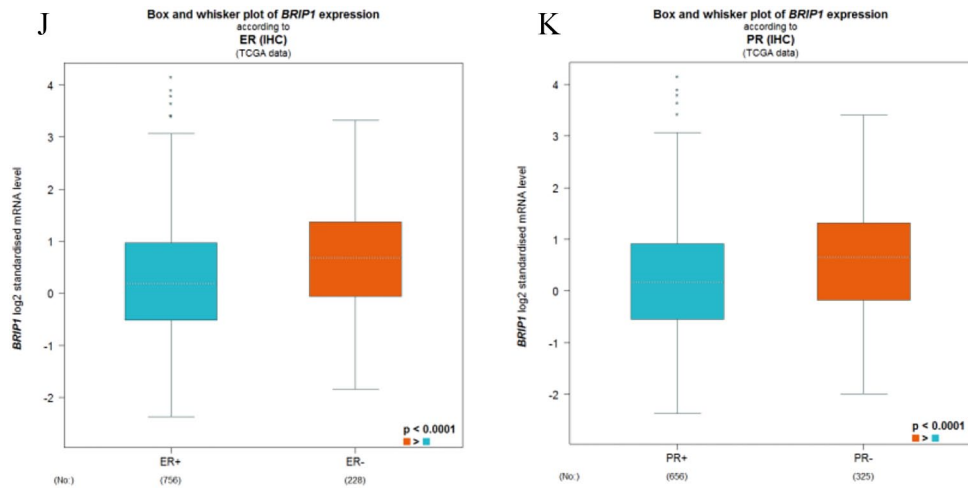 J
Box and whisker plot of BRIP1 expression
according to
ER (IHC)
(TCGA data)
BRIP1 log2 standardised mRNA level
4
3
2
1
0
-1
-2
p < 0.0001
>
ER+ ER-
(No.) (756) (228)
K
Box and whisker plot of BRIP1 expression
according to
PR (IHC)
(TCGA data)
BRIP1 log2 standardised mRNA level
4
3
2
1
0
-1
-2
p < 0.0001
>
PR+ PR-
(No.) (656) (325)